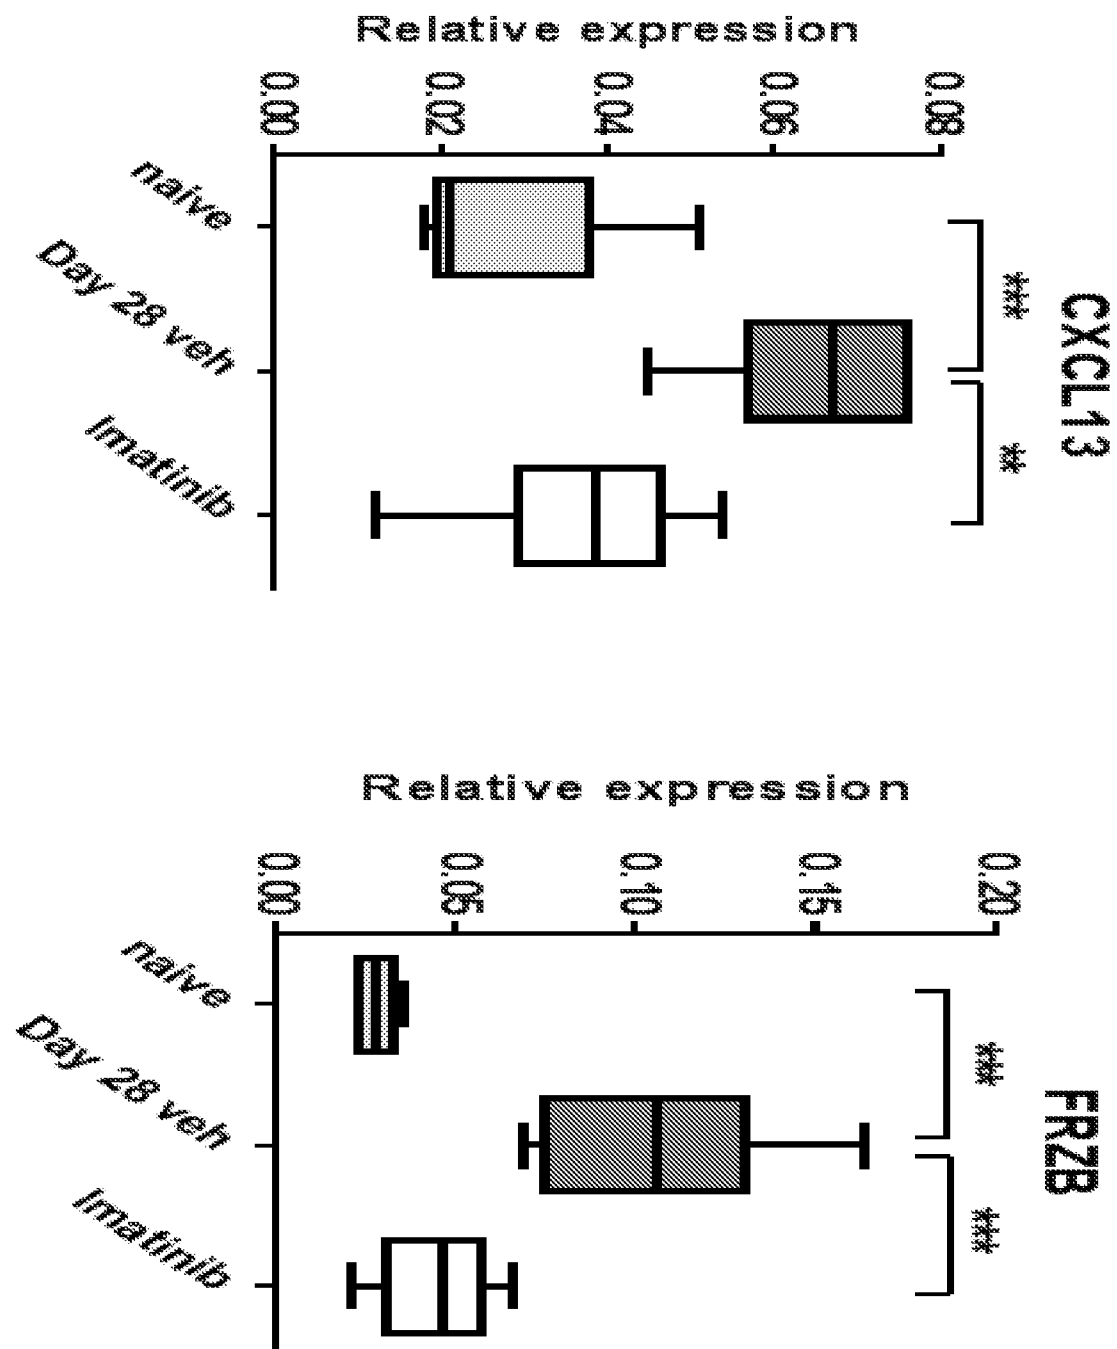 CXCL13
***
**
Relative expression
0.08
0.06
0.04
0.02
0.00
naive
Day 28 veh
Imatinib
FRZB
***
***
Relative expression
0.20
0.15
0.10
0.05
0.00
naive
Day 28 veh
Imatinib